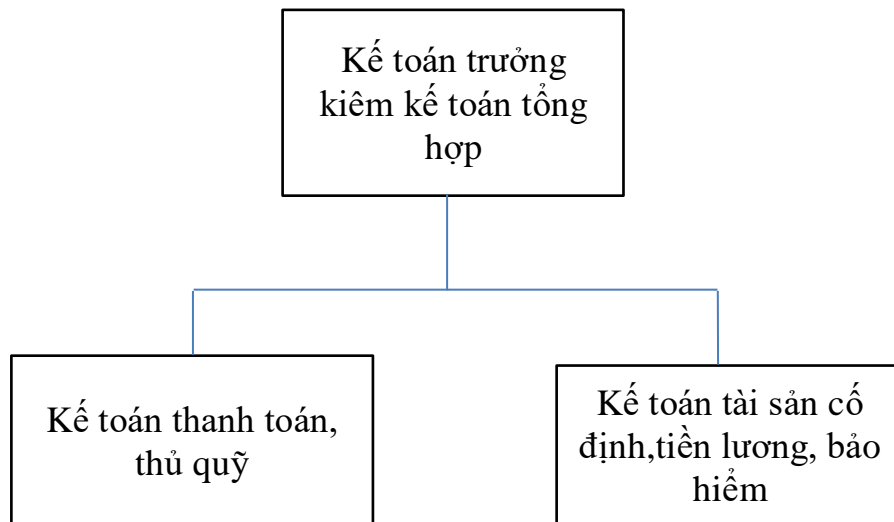 Kế toán trưởng
kiêm kế toán tổng
hợp
Kế toán thanh toán,
thủ quỹ
Kế toán tài sản cố
định,tiền lương, bảo
hiểm